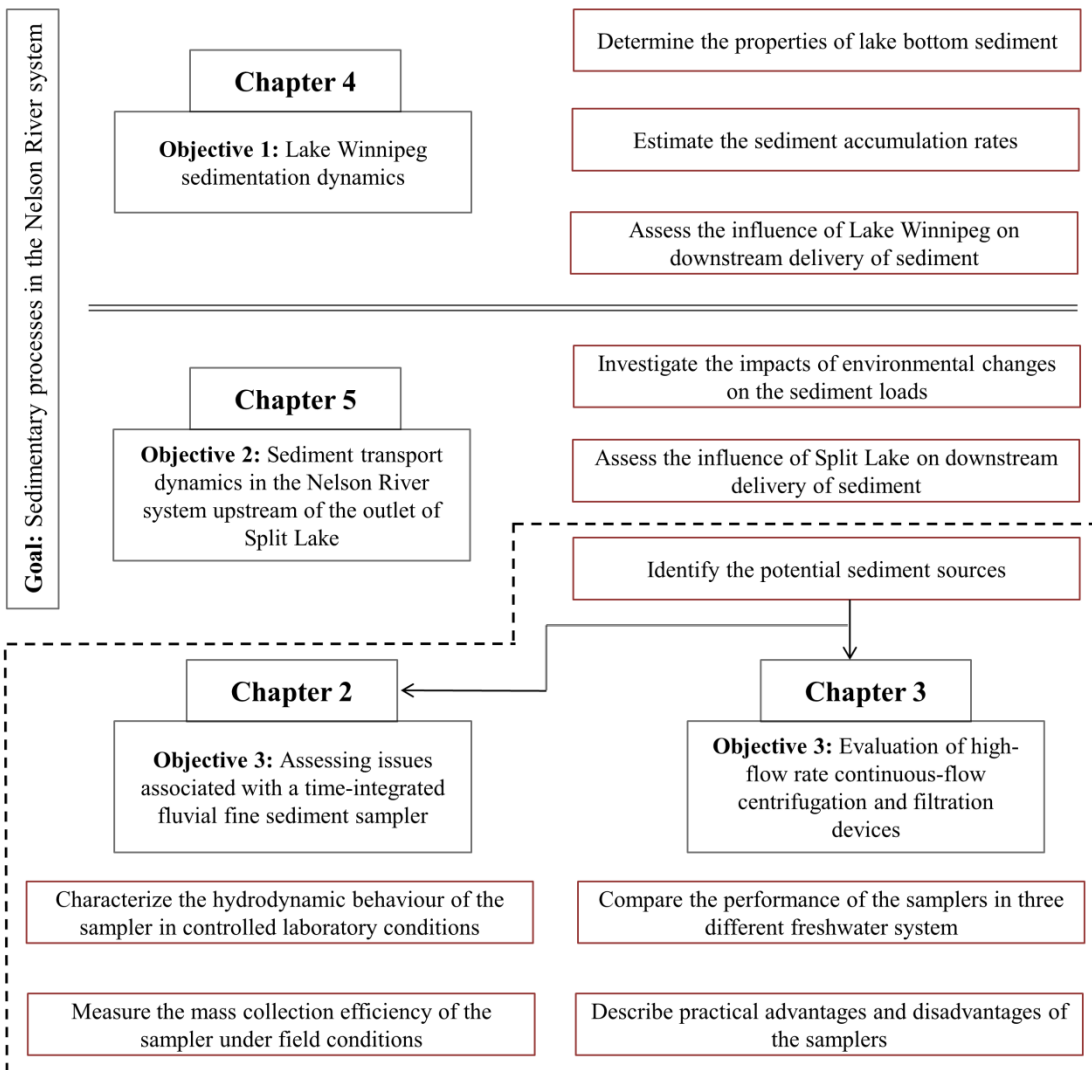 Goal: Sedimentary processes in the Nelson River system
Chapter 4
Objective 1: Lake Winnipeg
sedimentation dynamics
Determine the properties of lake bottom sediment
Estimate the sediment accumulation rates
Assess the influence of Lake Winnipeg on
downstream delivery of sediment
Chapter 5
Objective 2: Sediment transport
dynamics in the Nelson River
system upstream of the outlet of
Split Lake
Investigate the impacts of environmental changes
on the sediment loads
Assess the influence of Split Lake on downstream
delivery of sediment
Identify the potential sediment sources
Chapter 2
Objective 3: Assessing issues
associated with a time-integrated
fluvial fine sediment sampler
Characterize the hydrodynamic behaviour of the
sampler in controlled laboratory conditions
Measure the mass collection efficiency of the
sampler under field conditions
Chapter 3
Objective 3: Evaluation of high-
flow rate continuous-flow
centrifugation and filtration
devices
Compare the performance of the samplers in three
different freshwater system
Describe practical advantages and disadvantages of
the samplers